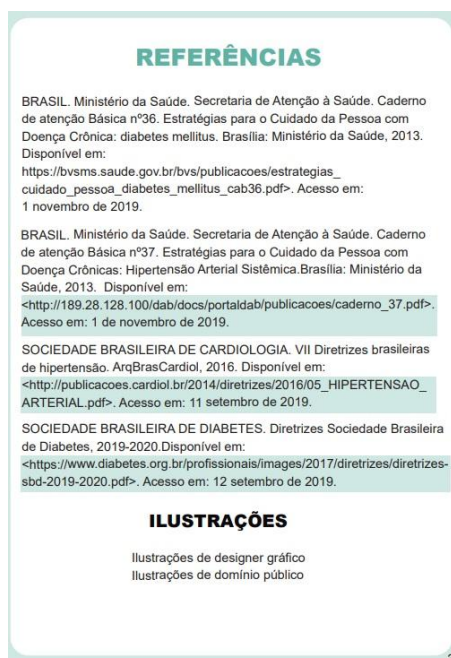 REFERÊNCIAS
BRASIL. Ministério da Saúde. Secretaria de Atenção à Saúde. Caderno
de atenção Básica nº36. Estratégias para o Cuidado da Pessoa com
Doença Crônica: diabetes mellitus. Brasília: Ministério da Saúde, 2013.
Disponível em:
https://bvsms.saude.gov.br/bvs/publicacoes/estrategias_
cuidado_pessoa_diabetes_mellitus_cab36.pdf>. Acesso em:
1 novembro de 2019.
BRASIL. Ministério da Saúde. Secretaria de Atenção à Saúde. Caderno
de atenção Básica nº37. Estratégias para o Cuidado da Pessoa com
Doença Crônicas: Hipertensão Arterial Sistêmica.Brasília: Ministério da
Saúde, 2013. Disponível em:
<http://189.28.128.100/dab/docs/portaldab/publicacoes/caderno_37.pdf>.
Acesso em: 1 de novembro de 2019.
SOCIEDADE BRASILEIRA DE CARDIOLOGIA. VII Diretrizes brasileiras
de hipertensão. ArqBrasCardiol, 2016. Disponível em:
<http://publicacoes.cardiol.br/2014/diretrizes/2016/05_HIPERTENSAO_
ARTERIAL.pdf>. Acesso em: 11 setembro de 2019.
SOCIEDADE BRASILEIRA DE DIABETES. Diretrizes Sociedade Brasileira
de Diabetes, 2019-2020.Disponível em:
<https://www.diabetes.org.br/profissionais/images/2017/diretrizes/diretrizes-
sbd-2019-2020.pdf>. Acesso em: 12 setembro de 2019.
ILUSTRAÇÕES
Ilustrações de designer gráfico
Ilustrações de domínio público